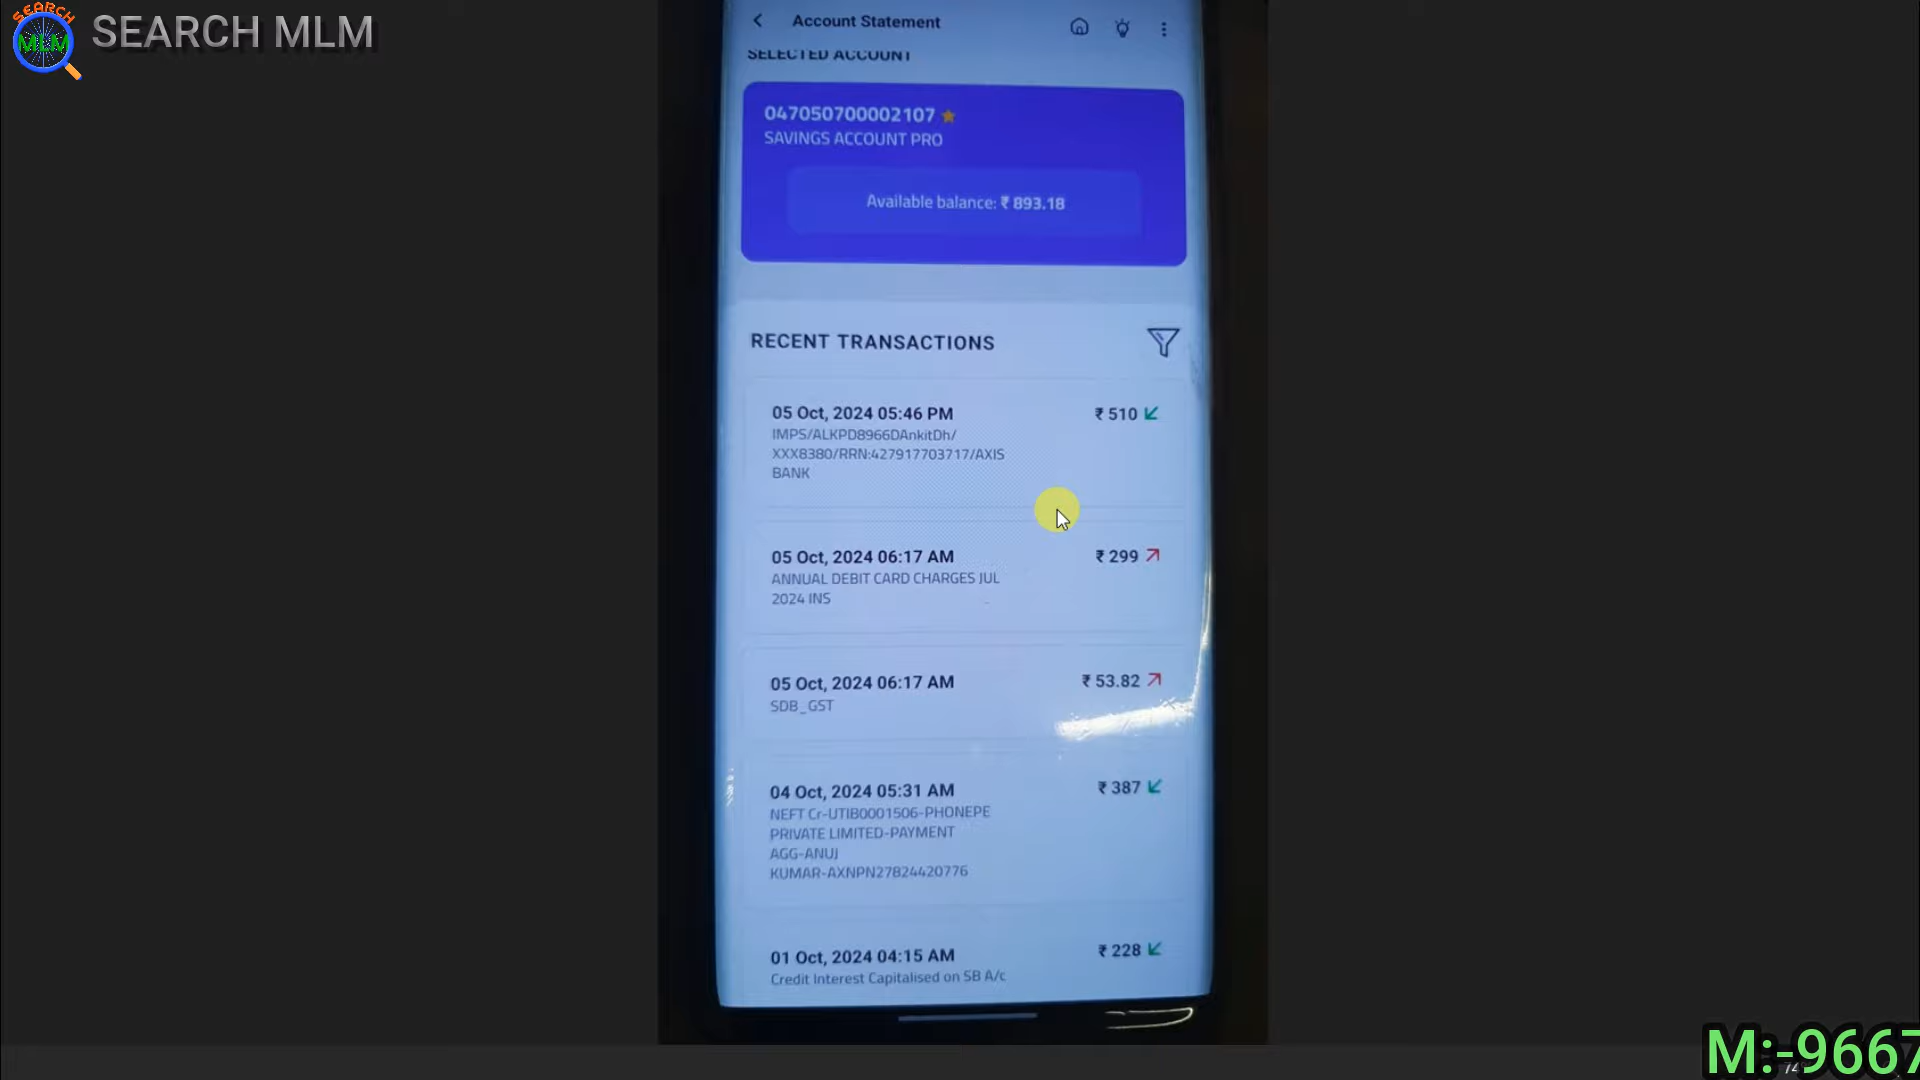 SEARCH
MLM
SEARCH MLM
Account Statement
SELECTED ACCOUNT
047050700002107
SAVINGS ACCOUNT PRO
Available balance: ₹ 893.18
RECENT TRANSACTIONS
05 Oct, 2024 05:46 PM ₹ 510
IMPS/ALKPD8966DAnkitDh/
XXX8380/RRN:427917703717/AXIS
BANK
05 Oct, 2024 06:17 AM ₹ 299
ANNUAL DEBIT CARD CHARGES JUL
2024 INS
05 Oct, 2024 06:17 AM ₹ 53.82
SDB_GST
04 Oct, 2024 05:31 AM ₹ 387
NEFT Cr-UTIB0001506-PHONEPE
PRIVATE LIMITED-PAYMENT
AGG-ANUJ
KUMAR-AXNPN27824420776
01 Oct, 2024 04:15 AM ₹ 228
Credit Interest Capitalised on SB A/c
M:-9667